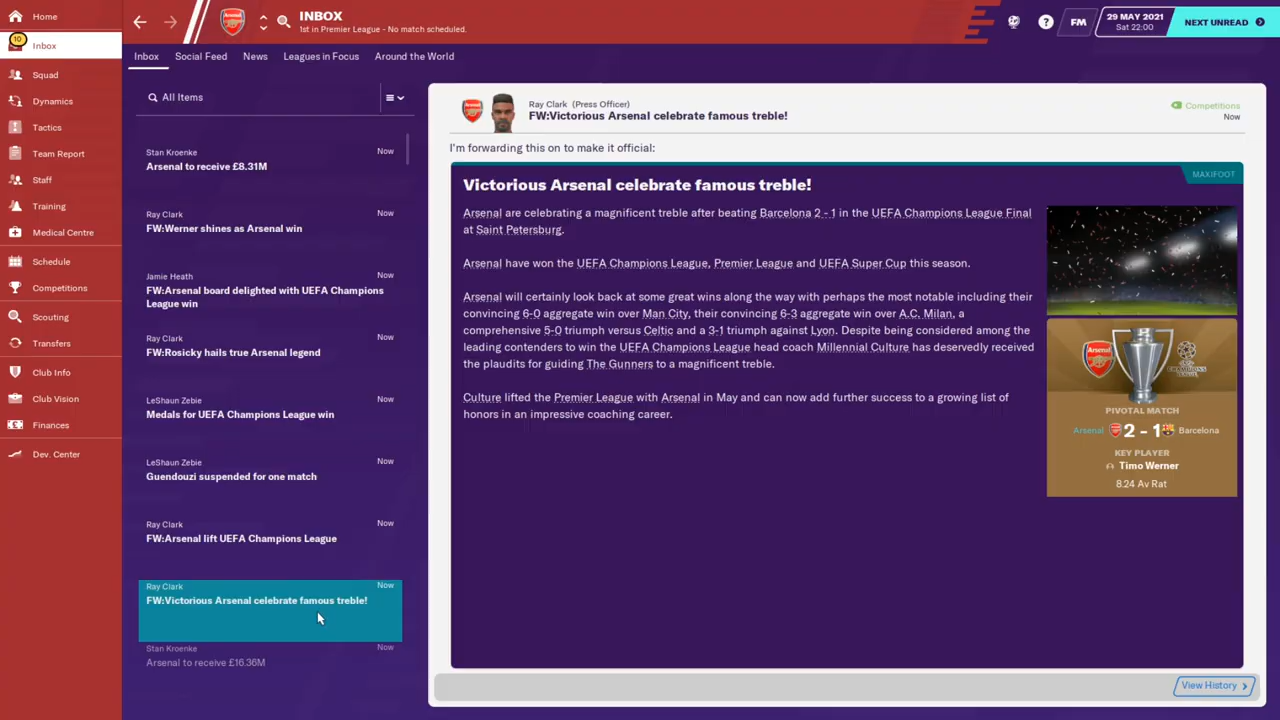 Home
10
Inbox
Squad
Dynamics
Tactics
Team Report
Staff
Training
Medical Centre
Schedule
Competitions
Scouting
Transfers
Club Info
Club Vision
Finances
Dev. Center
INBOX
1st in Premier League - No match scheduled.
?
FM
29 MAY 2021
Sat 22:00
NEXT UNREAD
Inbox Social Feed News Leagues in Focus Around the World
All Items
Stan Kroenke Now
Arsenal to receive £8.31M
Ray Clark Now
FW:Werner shines as Arsenal win
Jamie Heath Now
FW:Arsenal board delighted with UEFA Champions
League win
Ray Clark Now
FW:Rosicky hails true Arsenal legend
LeShaun Zebie Now
Medals for UEFA Champions League win
LeShaun Zebie Now
Guendouzi suspended for one match
Ray Clark Now
FW:Arsenal lift UEFA Champions League
Ray Clark Now
FW:Victorious Arsenal celebrate famous treble!
Stan Kroenke Now
Arsenal to receive £16.36M
Ray Clark (Press Officer)
FW:Victorious Arsenal celebrate famous treble!
Competitions
Now
I'm forwarding this on to make it official:
MAXIFOOT
Victorious Arsenal celebrate famous treble!
Arsenal are celebrating a magnificent treble after beating Barcelona 2 - 1 in the UEFA Champions League Final
at Saint Petersburg.
Arsenal have won the UEFA Champions League, Premier League and UEFA Super Cup this season.
Arsenal will certainly look back at some great wins along the way with perhaps the most notable including their
convincing 6-0 aggregate win over Man City, their convincing 6-3 aggregate win over A.C. Milan, a
comprehensive 5-0 triumph versus Celtic and a 3-1 triumph against Lyon. Despite being considered among the
leading contenders to win the UEFA Champions League head coach Millennial Culture has deservedly received
the plaudits for guiding The Gunners to a magnificent treble.
Culture lifted the Premier League with Arsenal in May and can now add further success to a growing list of
honors in an impressive coaching career.
Arsenal
CHAMPIONS
LEAGUE
PIVOTAL MATCH
Arsenal 2 - 1 Barcelona
KEY PLAYER
Timo Werner
8.24 Av Rat
View History